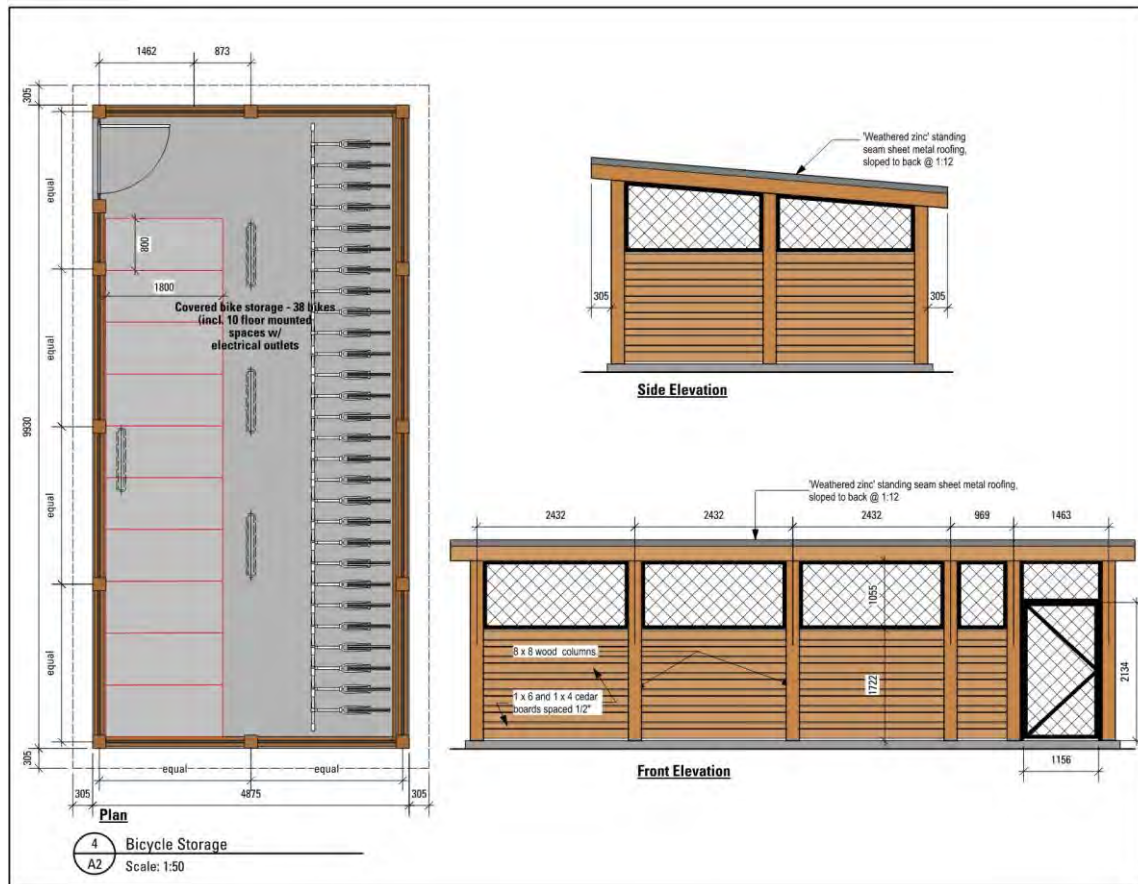 1462
873
305
equal
800
1800
Covered bike storage - 38 bikes
(incl. 10 floor mounted
spaces w/
electrical outlets
equal
9930
equal
equal
305
equal
equal
305
4875
305
Plan
4
A2
Bicycle Storage
Scale: 1:50
'Weathered zinc' standing
seam sheet metal roofing,
sloped to back @ 1:12
305
305
Side Elevation
'Weathered zinc' standing seam sheet metal roofing,
sloped to back @ 1:12
2432
2432
2432
969
1463
1055
8 x 8 wood columns
1722
2134
1 x 6 and 1 x 4 cedar
boards spaced 1/2"
Front Elevation
1156